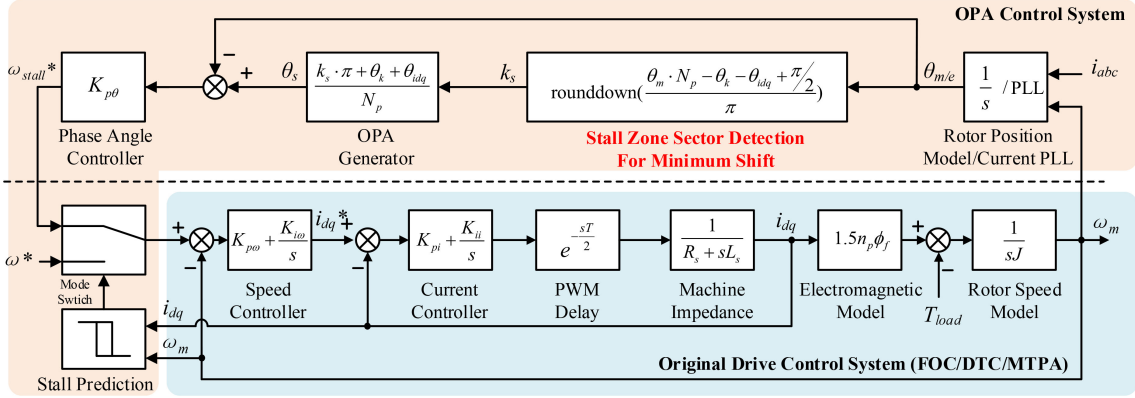 OPA Control System
ω_stall*
K_pθ
Phase Angle
Controller
−
+
θ_s
(k_s · π + θ_k + θ_idq) / N_p
OPA
Generator
k_s
rounddown((θ_m · N_p − θ_k − θ_idq + π/2) / π)
Stall Zone Sector Detection
For Minimum Shift
θ_m/e
1/s /PLL
i_abc
Rotor Position
Model/Current PLL
ω*
Mode
Swtich
+
−
K_pω + K_iω/s
Speed
Controller
i_dq*
+
−
K_pi + K_ii/s
Current
Controller
e^(−sT/2)
PWM
Delay
1/(R_s + sL_s)
Machine
Impedance
i_dq
1.5n_pϕ_f
Electromagnetic
Model
+
−
T_load
1/(sJ)
Rotor Speed
Model
ω_m
i_dq
ω_m
Stall Prediction
Original Drive Control System (FOC/DTC/MTPA)